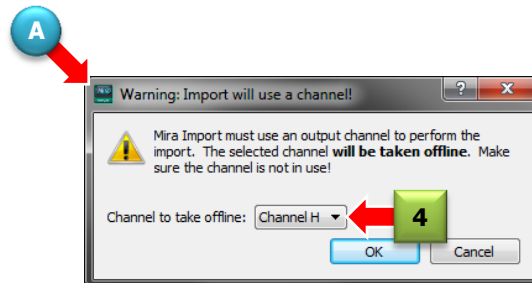 A
Warning: Import will use a channel!
Mira Import must use an output channel to perform the
import. The selected channel will be taken offline. Make
sure the channel is not in use!
Channel to take offline: Channel H
4
OK Cancel